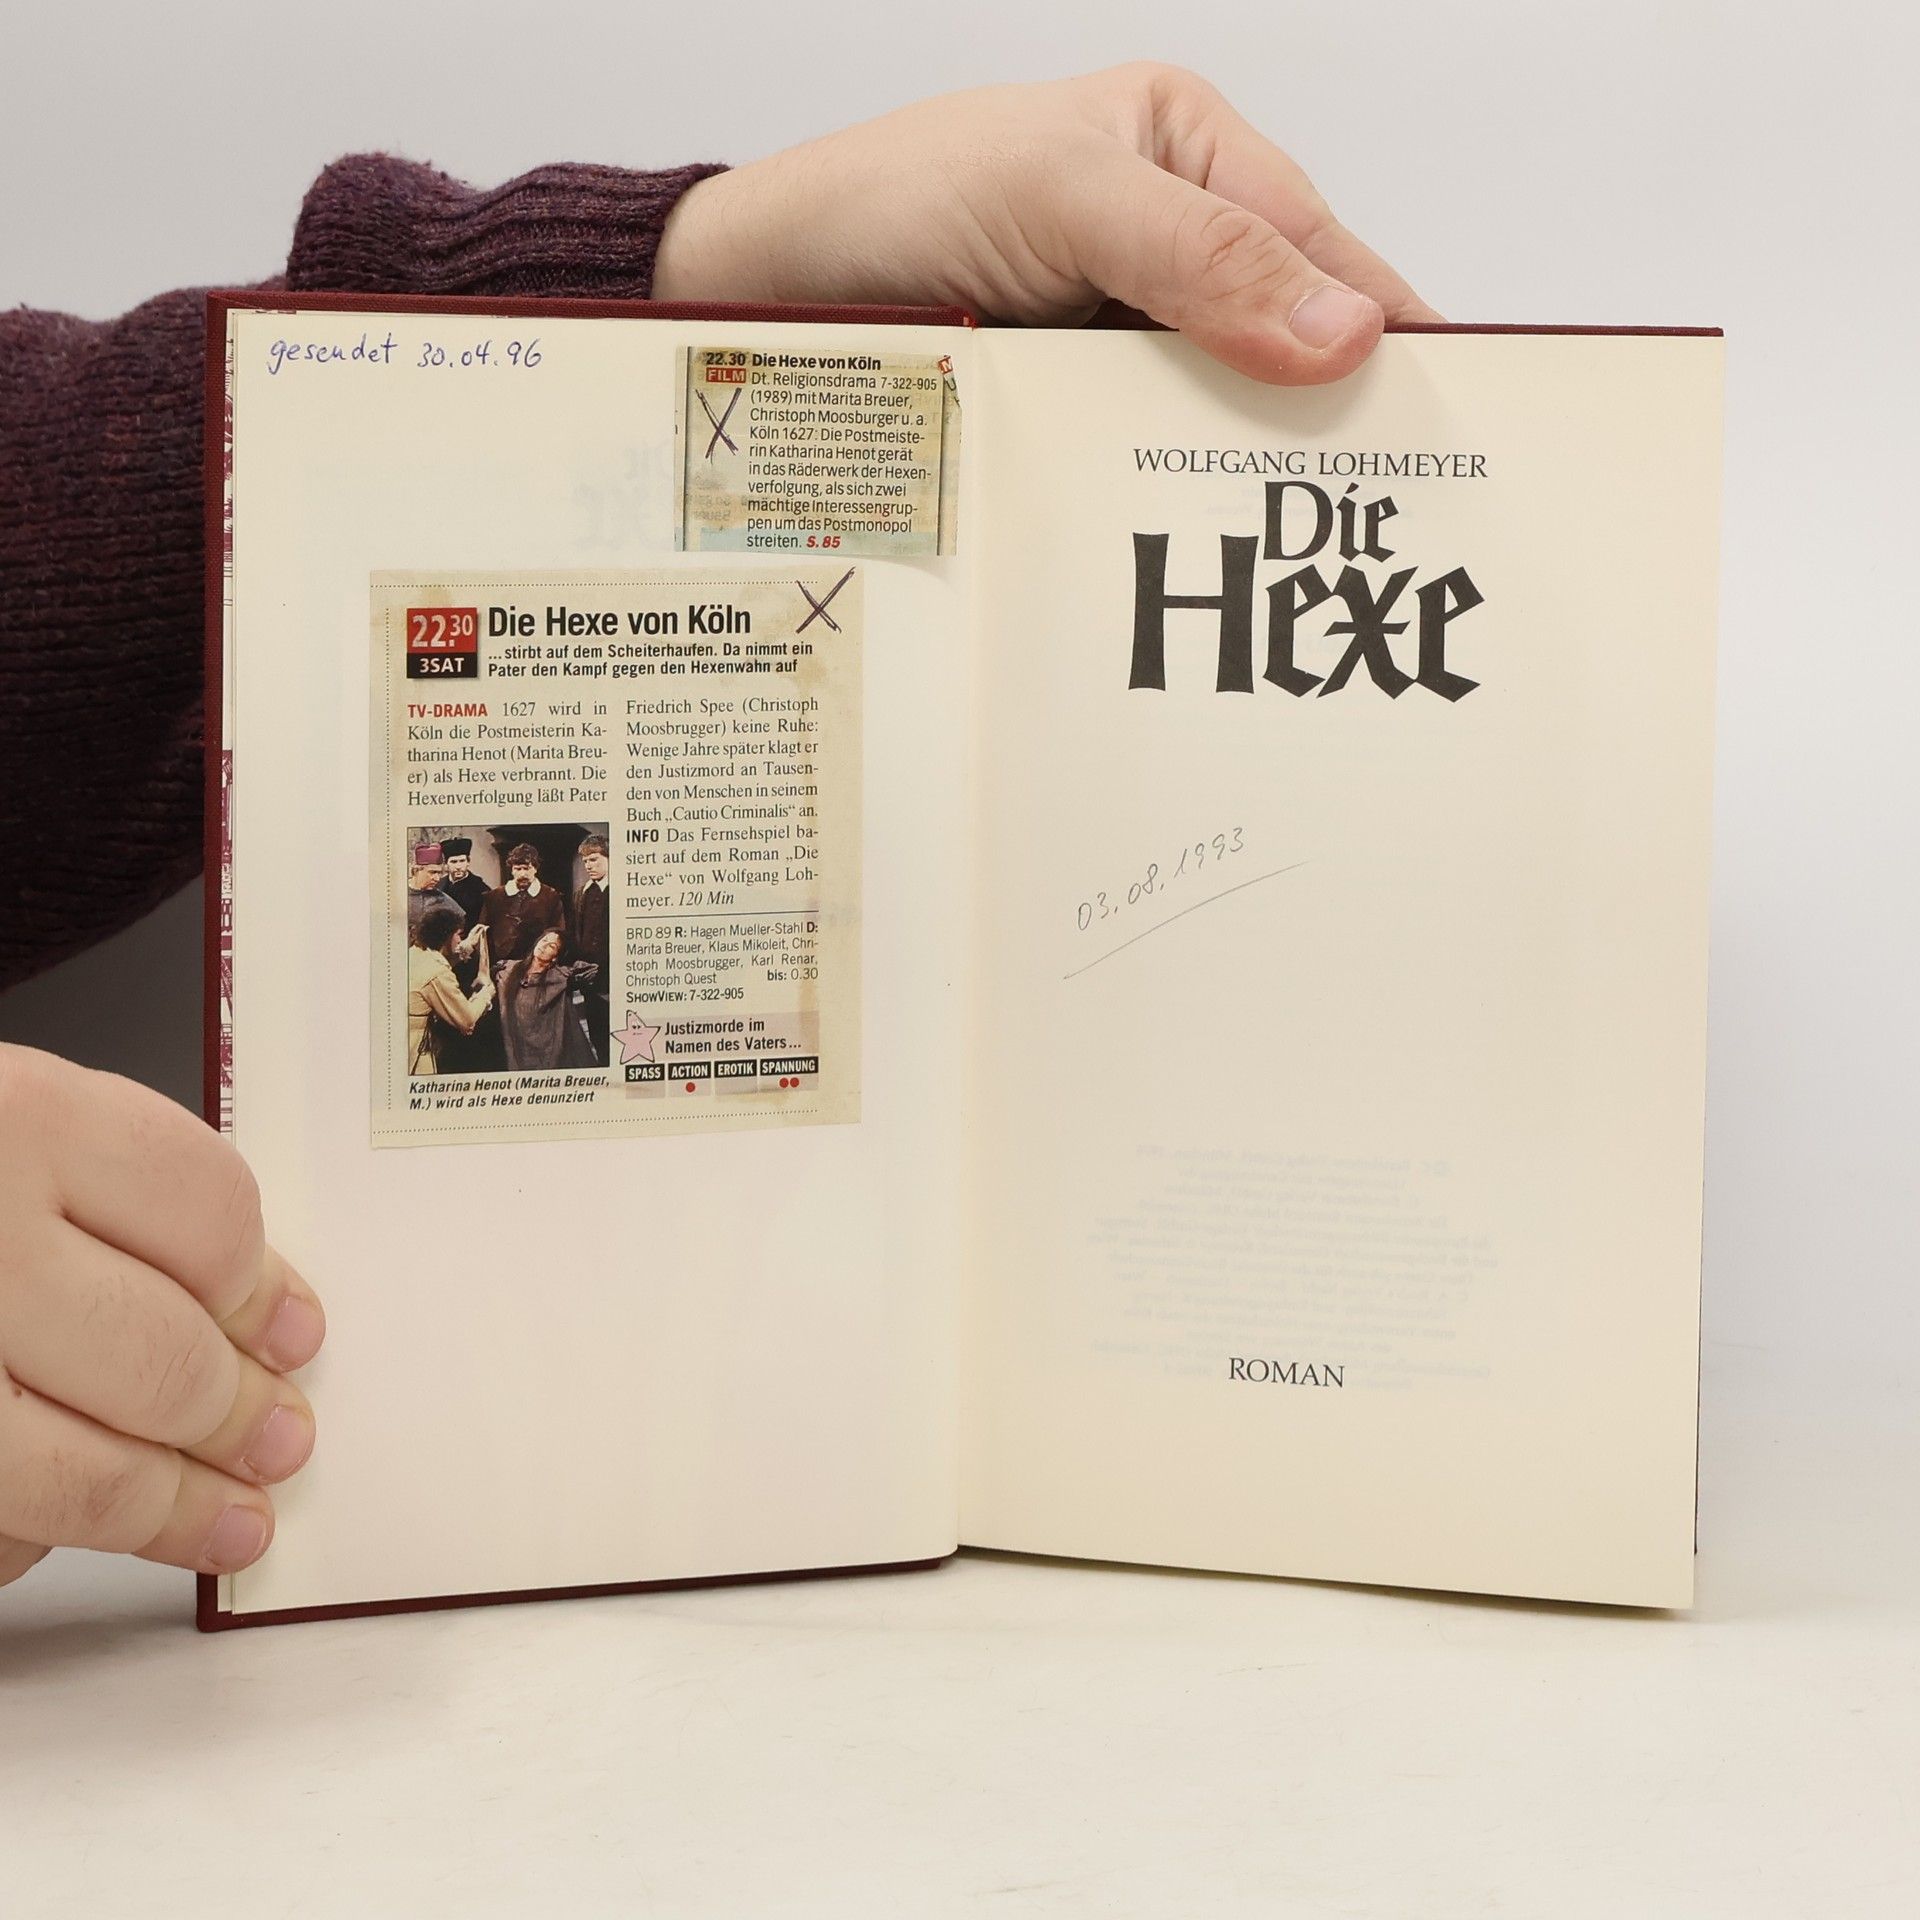 gesendet 30.04.96
22.30 Die Hexe von Köln
FILM Dt. Religionsdrama 7-322-905
(1989) mit Marita Breuer,
Christoph Moosburger u. a.
Köln 1627: Die Postmeiste-
rin Katharina Henot gerät
in das Räderwerk der Hexen-
verfolgung, als sich zwei
mächtige Interessengrup-
pen um das Postmonopol
streiten. S. 85
22.30 Die Hexe von Köln
3SAT
...stirbt auf dem Scheiterhaufen. Da nimmt ein
Pater den Kampf gegen den Hexenwahn auf
TV-DRAMA 1627 wird in
Köln die Postmeisterin Ka-
tharina Henot (Marita Breu-
er) als Hexe verbrannt. Die
Hexenverfolgung läßt Pater
Friedrich Spee (Christoph
Moosbrugger) keine Ruhe:
Wenige Jahre später klagt er
den Justizmord an Tausen-
den von Menschen in seinem
Buch „Cautio Criminalis“ an.
INFO Das Fernsehspiel ba-
siert auf dem Roman „Die
Hexe“ von Wolfgang Loh-
meyer. 120 Min
BRD 89 R: Hagen Mueller-Stahl D:
Marita Breuer, Klaus Mikoleit, Chri-
stoph Moosbrugger, Karl Renar,
Christoph Quest bis: 0.30
SHOWVIEW: 7-322-905
Justizmorde im
Namen des Vaters...
SPASS ACTION EROTIK SPANNUNG
Katharina Henot (Marita Breuer,
M.) wird als Hexe denunziert
WOLFGANG LOHMEYER
Die
Hexe
03.08.1993
ROMAN